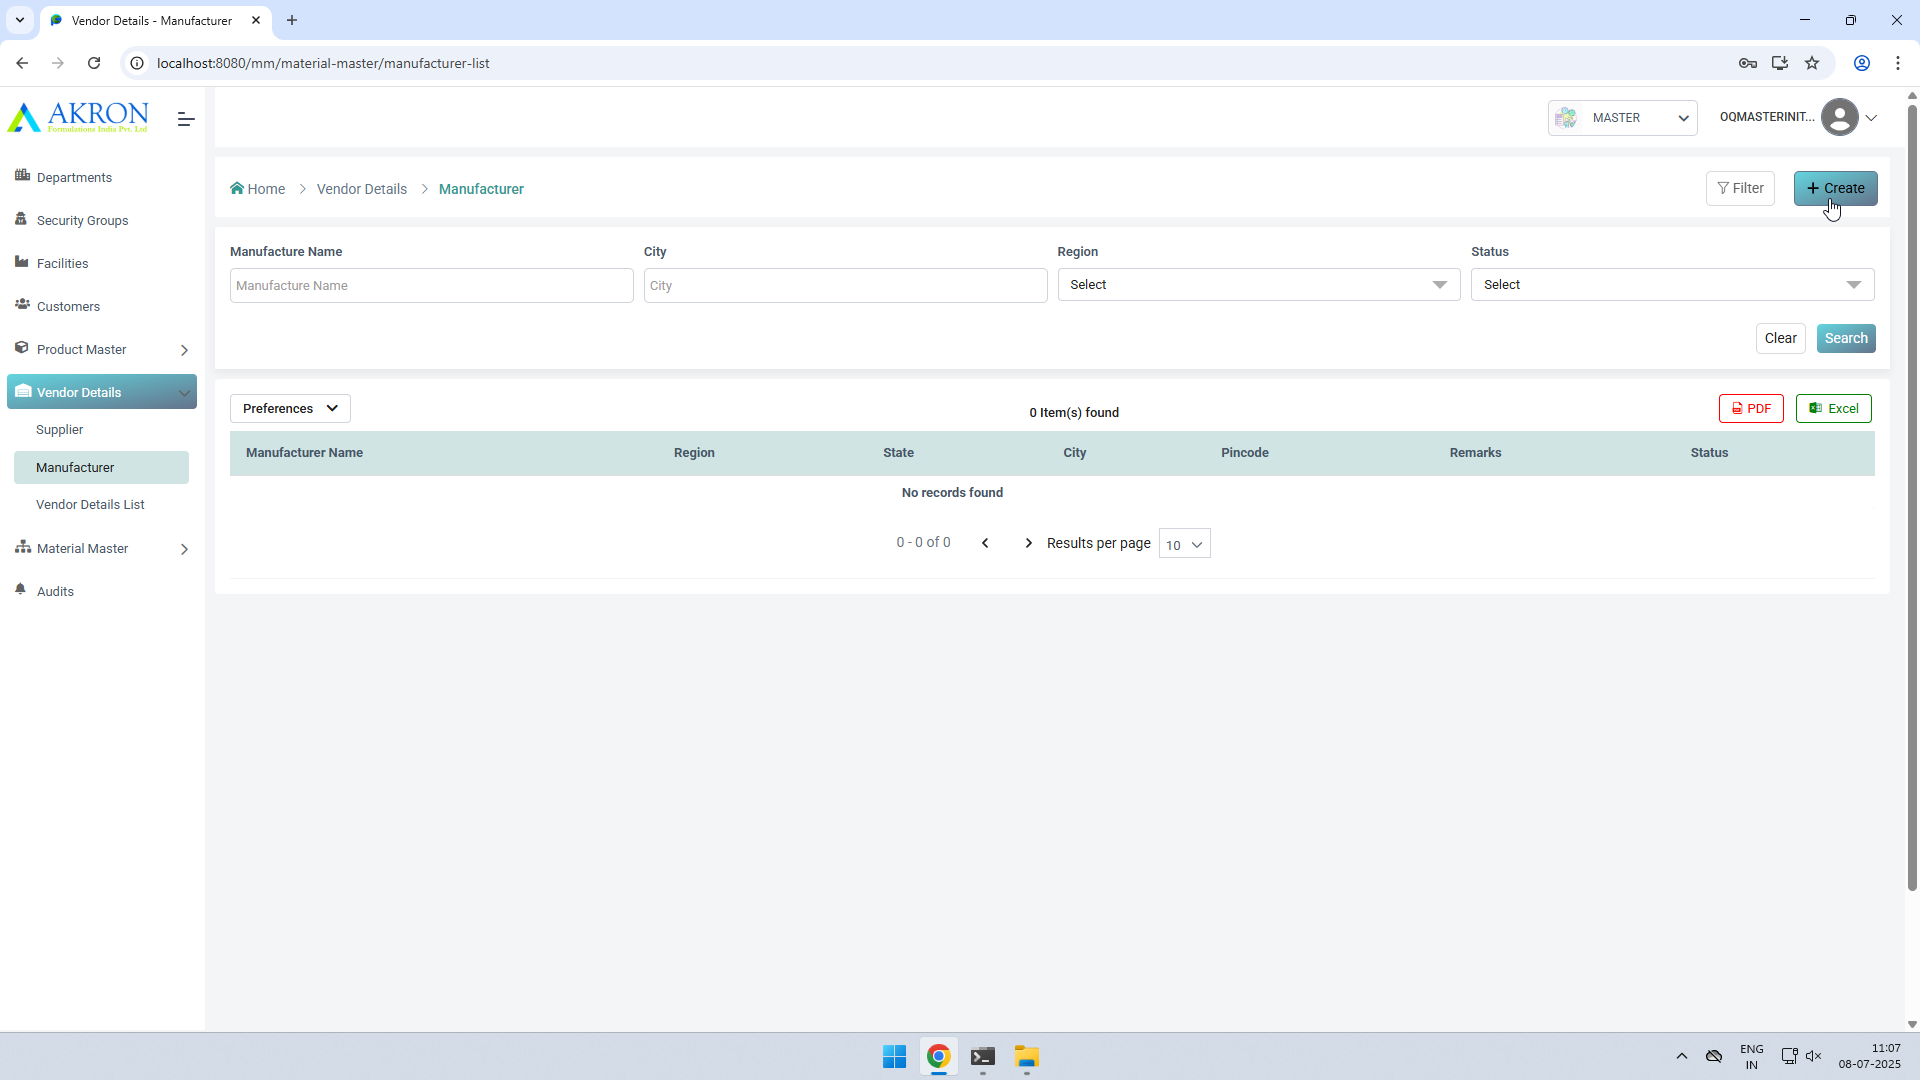 Vendor Details - Manufacturer
localhost:8080/mm/material-master/manufacturer-list
AKRON
Formulations India Pvt. Ltd
MASTER
OQMASTERINIT...
Departments
Security Groups
Facilities
Customers
Product Master
Vendor Details
Supplier
Manufacturer
Vendor Details List
Material Master
Audits
Home > Vendor Details > Manufacturer
Filter
+ Create
Manufacture Name City Region Status
Manufacture Name City Select Select
Clear Search
Preferences
0 Item(s) found
PDF Excel
Manufacturer Name Region State City Pincode Remarks Status
No records found
0 - 0 of 0 Results per page 10
ENG
IN
11:07
08-07-2025